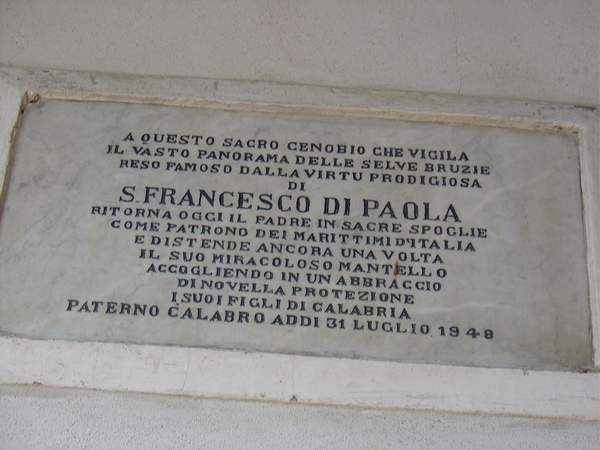 A QUESTO SACRO CENOBIO CHE VIGILA
IL VASTO PANORAMA DELLE SELVE BRUZIE
RESO FAMOSO DALLA VIRTU PRODIGIOSA
DI
S. FRANCESCO DI PAOLA
RITORNA OGGI IL PADRE IN SACRE SPOGLIE
COME PATRONO DEI MARITTIMI D'ITALIA
E DISTENDE ANCORA UNA VOLTA
IL SUO MIRACOLOSO MANTELLO
ACCOGLIENDO IN UN ABBRACCIO
DI NOVELLA PROTEZIONE
I SUOI FIGLI DI CALABRIA
PATERNO CALABRO ADDI 31 LUGLIO 1948